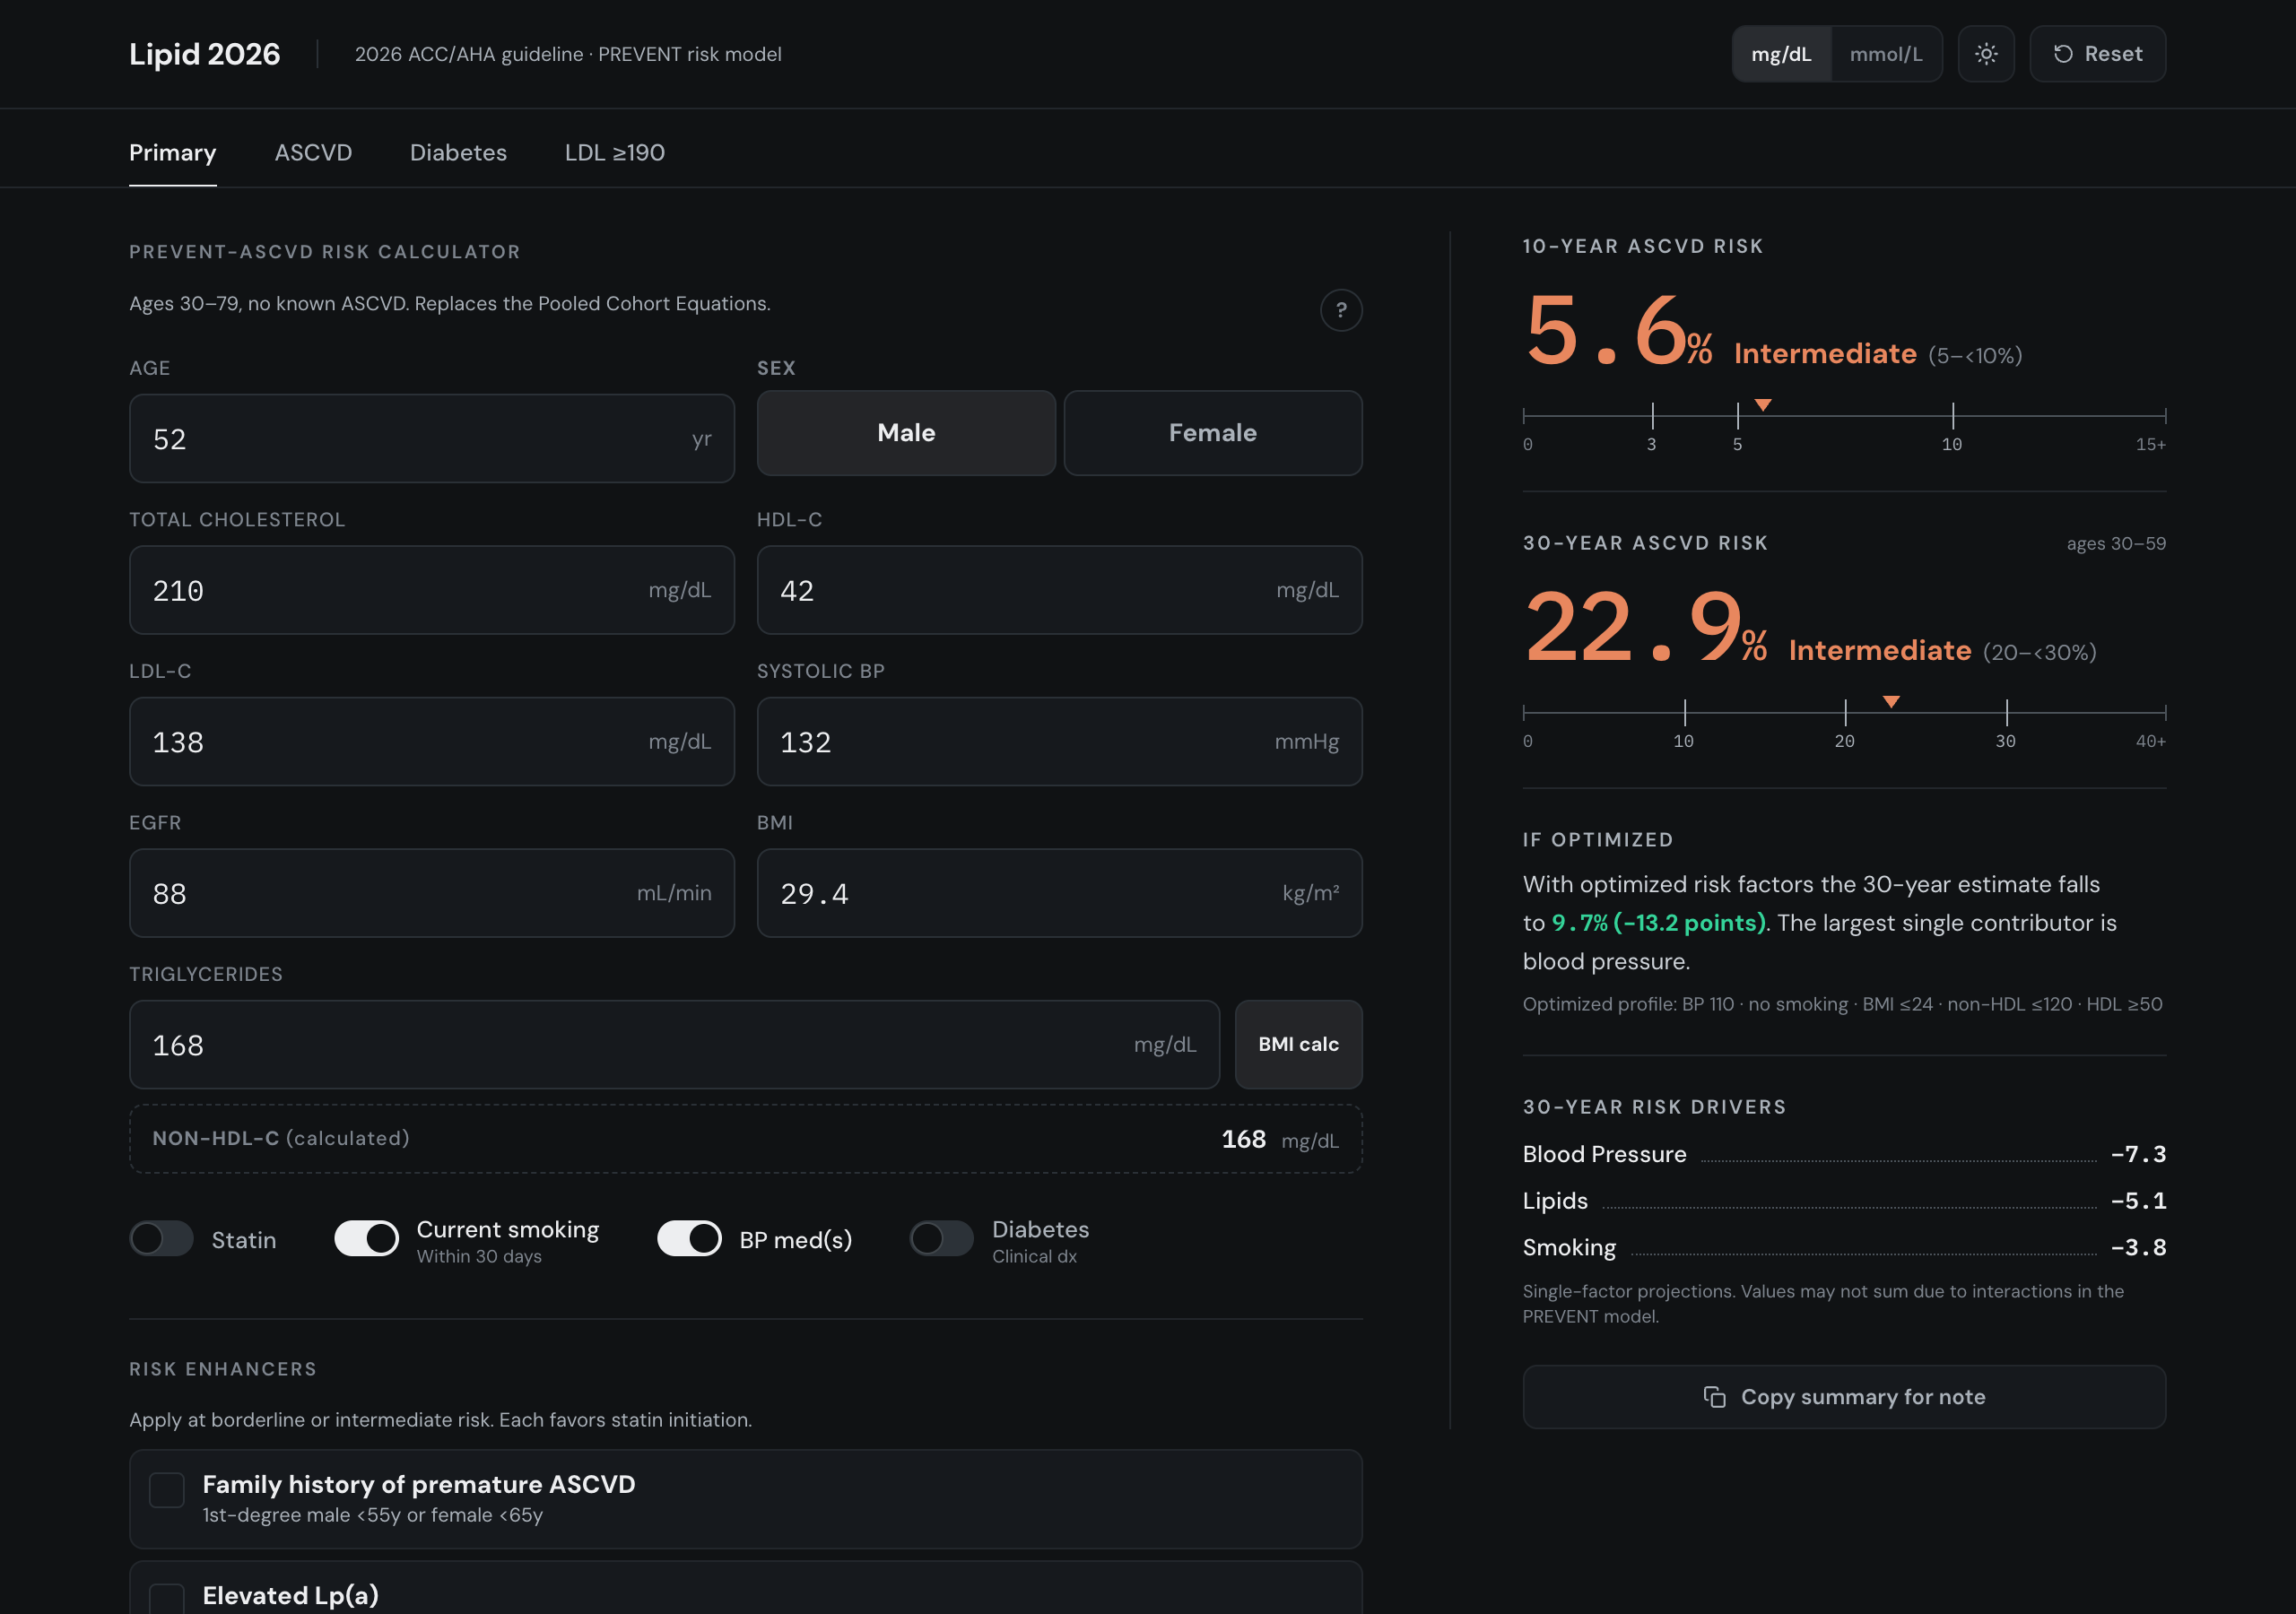 Lipid 2026
2026 ACC/AHA guideline · PREVENT risk model
mg/dL mmol/L
Reset
Primary ASCVD Diabetes LDL ≥190
PREVENT-ASCVD RISK CALCULATOR
Ages 30–79, no known ASCVD. Replaces the Pooled Cohort Equations.
?
AGE
52 yr
SEX
Male Female
TOTAL CHOLESTEROL
210 mg/dL
HDL-C
42 mg/dL
LDL-C
138 mg/dL
SYSTOLIC BP
132 mmHg
EGFR
88 mL/min
BMI
29.4 kg/m²
TRIGLYCERIDES
168 mg/dL
BMI calc
NON-HDL-C (calculated) 168 mg/dL
Statin
Current smoking
Within 30 days
BP med(s)
Diabetes
Clinical dx
RISK ENHANCERS
Apply at borderline or intermediate risk. Each favors statin initiation.
Family history of premature ASCVD
1st-degree male <55y or female <65y
Elevated Lp(a)
10-YEAR ASCVD RISK
5.6% Intermediate (5–<10%)
0 3 5 10 15+
30-YEAR ASCVD RISK ages 30–59
22.9% Intermediate (20–<30%)
0 10 20 30 40+
IF OPTIMIZED
With optimized risk factors the 30-year estimate falls
to 9.7% (−13.2 points). The largest single contributor is
blood pressure.
Optimized profile: BP 110 · no smoking · BMI ≤24 · non-HDL ≤120 · HDL ≥50
30-YEAR RISK DRIVERS
Blood Pressure −7.3
Lipids −5.1
Smoking −3.8
Single-factor projections. Values may not sum due to interactions in the
PREVENT model.
Copy summary for note